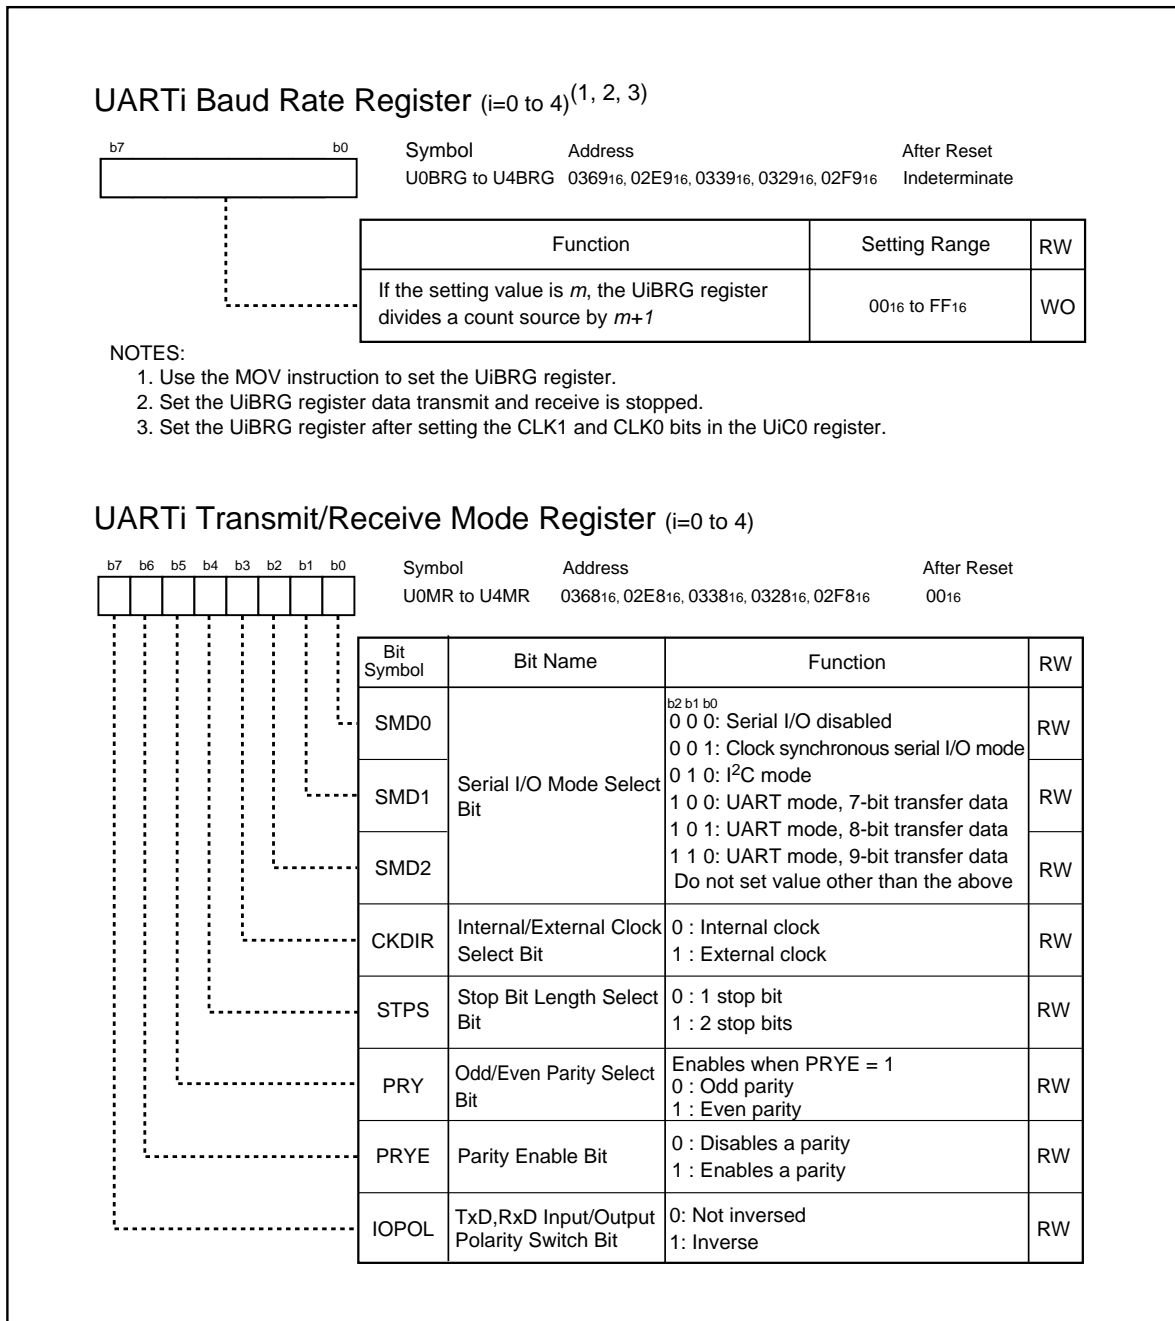 UARTi Baud Rate Register (i=0 to 4)(1, 2, 3)
b7 b0
Symbol Address After Reset
U0BRG to U4BRG 036916, 02E916, 033916, 032916, 02F916 Indeterminate
Function Setting Range RW
If the setting value is m, the UiBRG register
divides a count source by m+1
0016 to FF16 WO
NOTES:
1. Use the MOV instruction to set the UiBRG register.
2. Set the UiBRG register data transmit and receive is stopped.
3. Set the UiBRG register after setting the CLK1 and CLK0 bits in the UiC0 register.
UARTi Transmit/Receive Mode Register (i=0 to 4)
b7 b6 b5 b4 b3 b2 b1 b0
Symbol Address After Reset
U0MR to U4MR 036816, 02E816, 033816, 032816, 02F816 0016
Bit
Symbol
Bit Name Function RW
SMD0
SMD1
SMD2
Serial I/O Mode Select
Bit
b2 b1 b0
0 0 0: Serial I/O disabled
0 0 1: Clock synchronous serial I/O mode
0 1 0: I2C mode
1 0 0: UART mode, 7-bit transfer data
1 0 1: UART mode, 8-bit transfer data
1 1 0: UART mode, 9-bit transfer data
Do not set value other than the above
RW
RW
RW
CKDIR
Internal/External Clock
Select Bit
0 : Internal clock
1 : External clock
RW
STPS
Stop Bit Length Select
Bit
0 : 1 stop bit
1 : 2 stop bits
RW
PRY
Odd/Even Parity Select
Bit
Enables when PRYE = 1
0 : Odd parity
1 : Even parity
RW
PRYE
Parity Enable Bit
0 : Disables a parity
1 : Enables a parity
RW
IOPOL
TxD,RxD Input/Output
Polarity Switch Bit
0: Not inversed
1: Inverse
RW